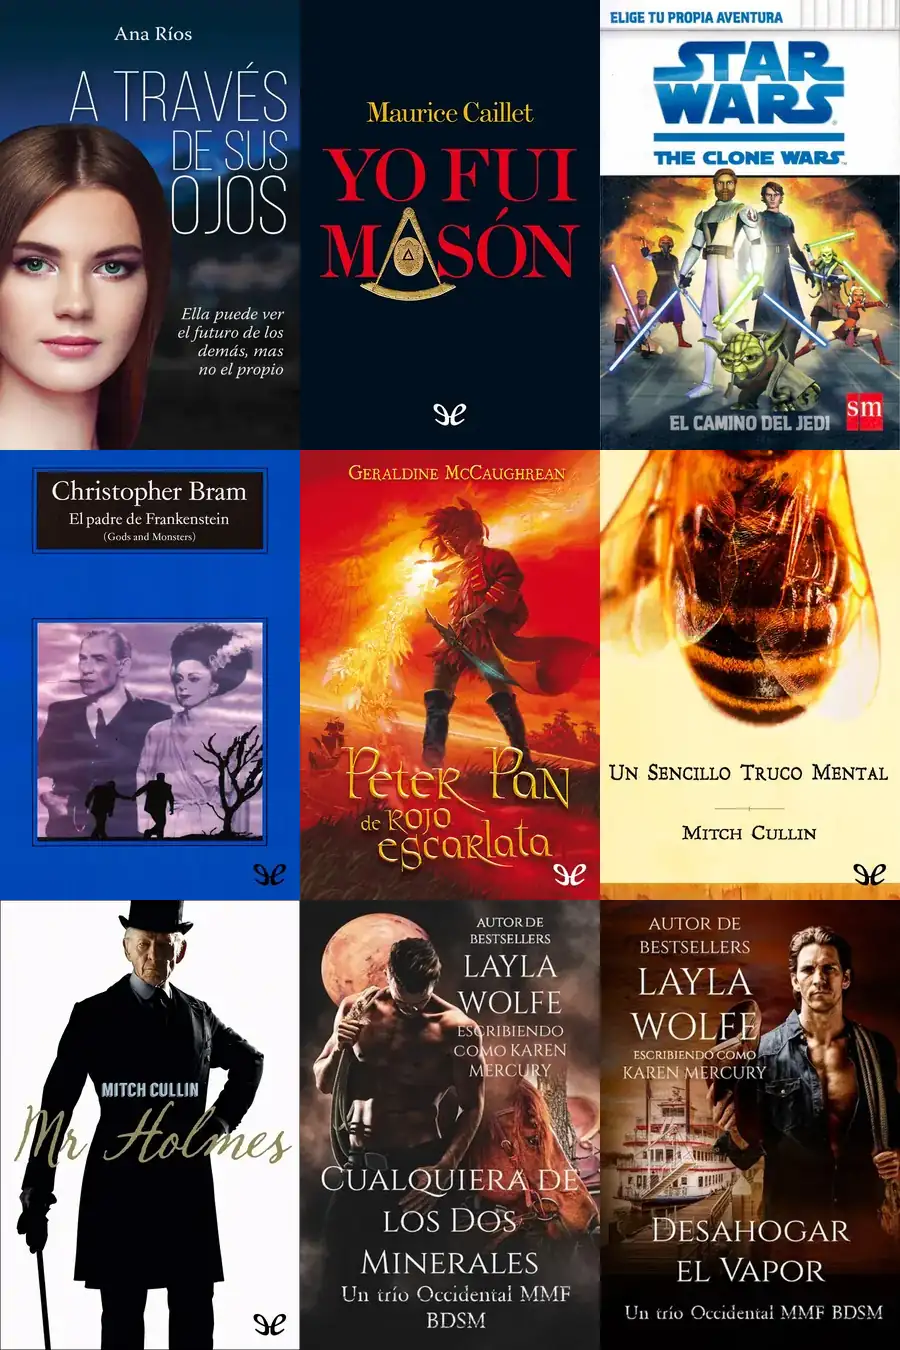 Ana Ríos
A TRAVÉS
DE SUS
OJOS
Ella puede ver
el futuro de los
demás, mas
no el propio
Maurice Caillet
YO FUI
MASÓN
ELIGE TU PROPIA AVENTURA
STAR
WARS
THE CLONE WARS
EL CAMINO DEL JEDI
sm
Christopher Bram
El padre de Frankenstein
(Gods and Monsters)
GERALDINE MCCAUGHREAN
Peter Pan
de rojo
escarlata
UN SENCILLO TRUCO MENTAL
MITCH CULLIN
MITCH CULLIN
Mr Holmes
AUTOR DE
BESTSELLERS
LAYLA
WOLFE
ESCRIBIENDO
COMO KAREN
MERCURY
CUALQUIERA DE
LOS DOS
MINERALES
Un trío Occidental MMF
BDSM
AUTOR DE
BESTSELLERS
LAYLA
WOLFE
ESCRIBIENDO COMO
KAREN MERCURY
DESAHOGAR
EL VAPOR
Un trío Occidental MMF BDSM